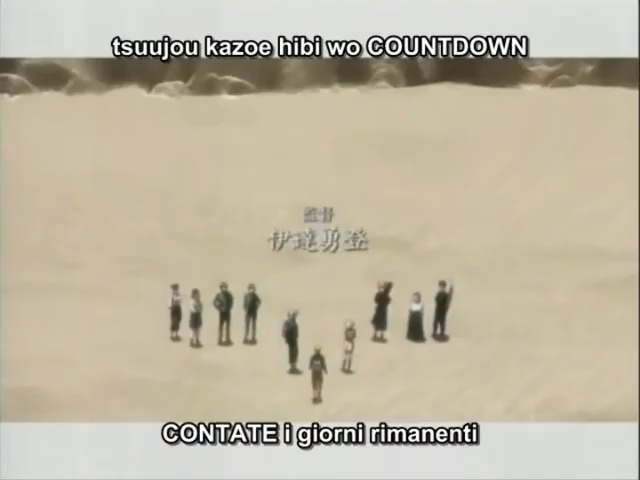 tsuujou kazoe hibi wo COUNTDOWN
監督
伊達勇登
CONTATE i giorni rimanenti